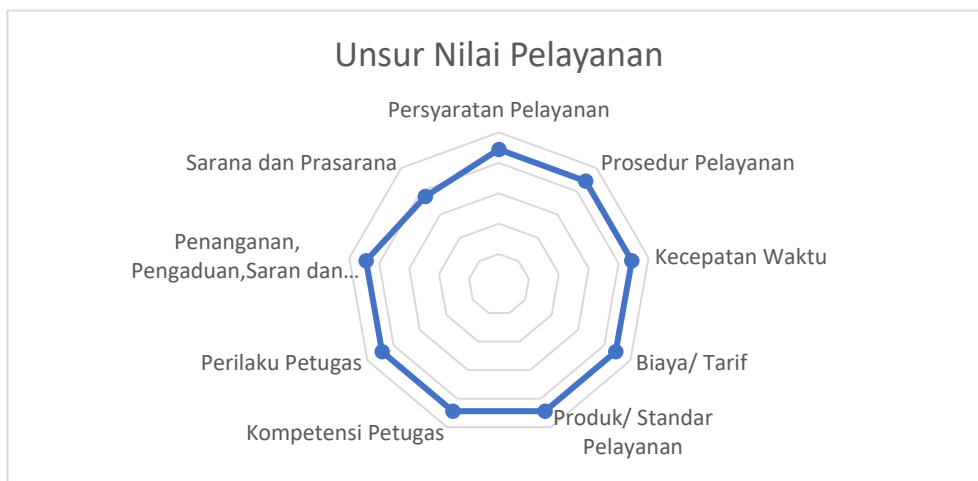 Unsur Nilai Pelayanan
Persyaratan Pelayanan
Prosedur Pelayanan
Kecepatan Waktu
Biaya/ Tarif
Produk/ Standar
Pelayanan
Kompetensi Petugas
Perilaku Petugas
Penanganan,
Pengaduan,Saran dan...
Sarana dan Prasarana